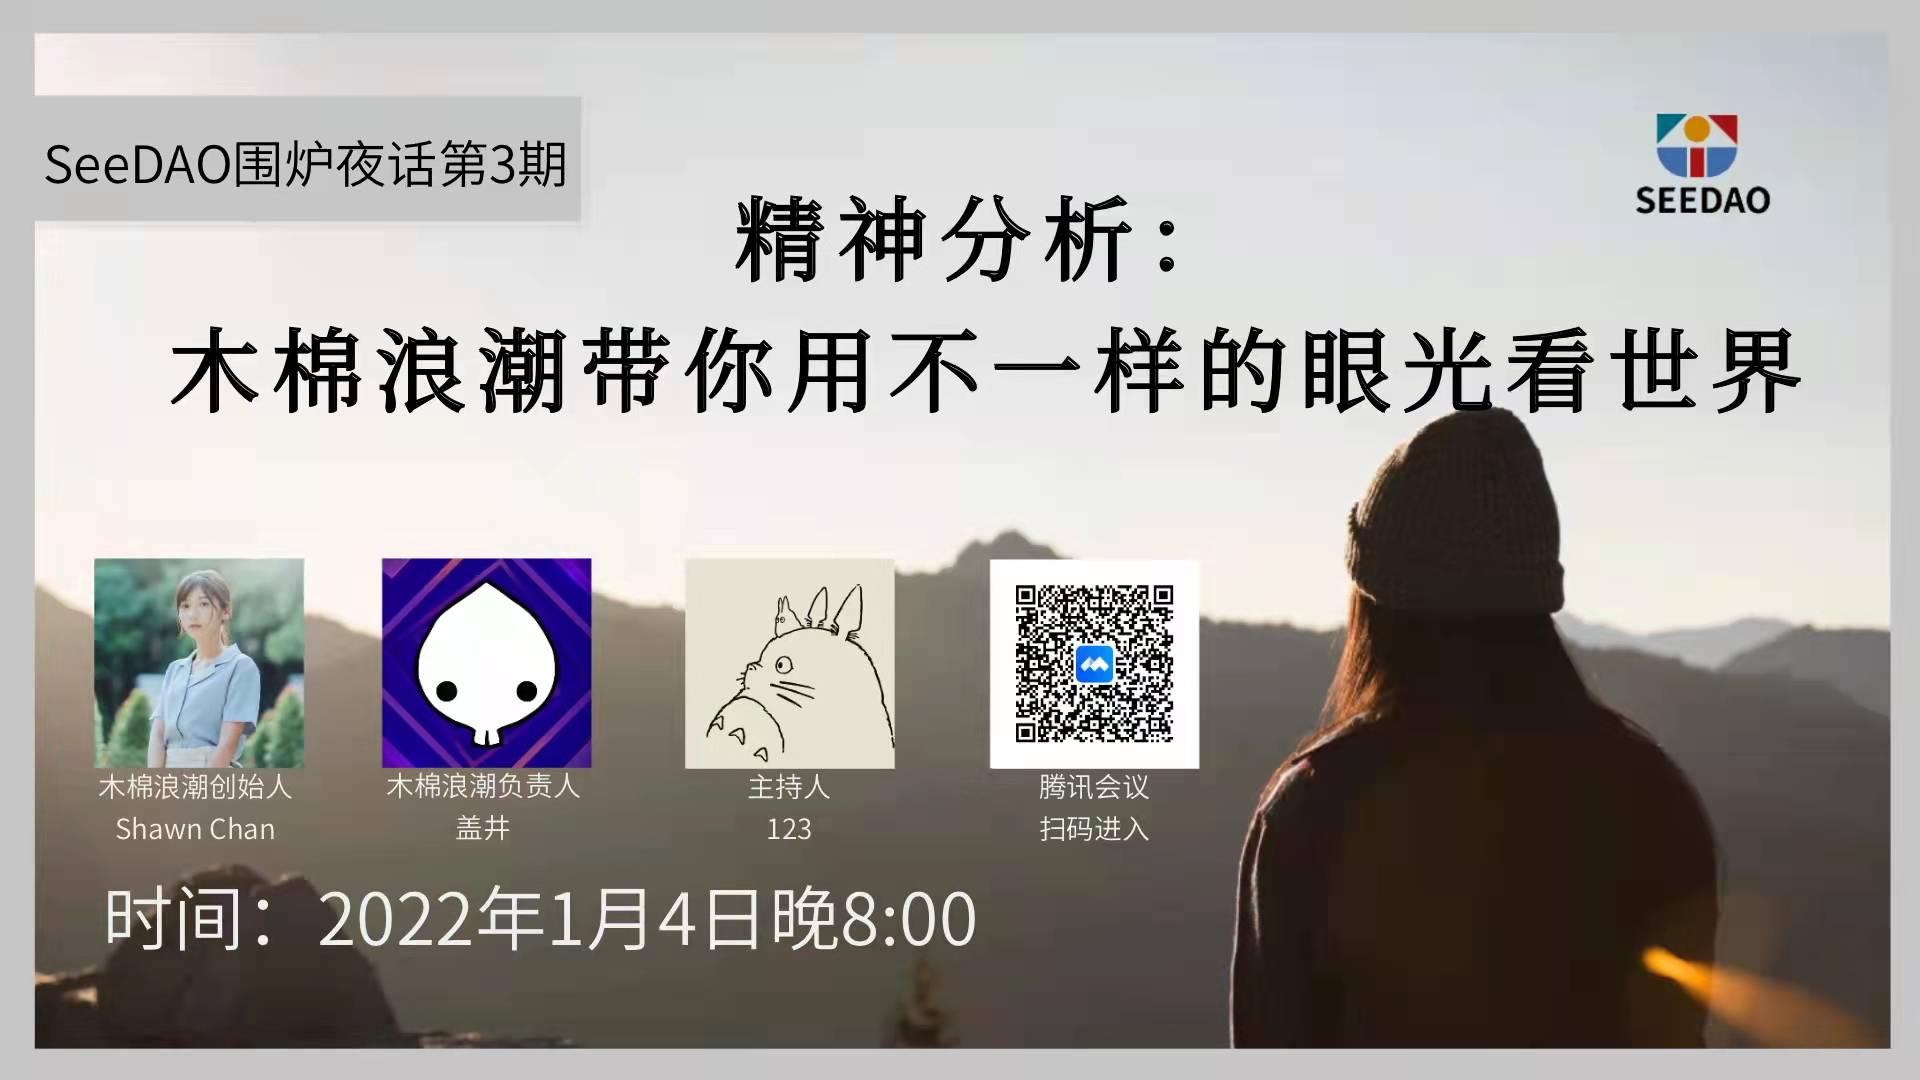 SeeDAO围炉夜话第3期
SEEDAO
精神分析：
木棉浪潮带你用不一样的眼光看世界
木棉浪潮创始人
Shawn Chan
木棉浪潮负责人
盖井
主持人
123
腾讯会议
扫码进入
时间：2022年1月4日晚8:00